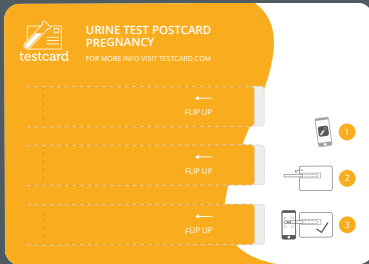 testcard
URINE TEST POSTCARD
PREGNANCY
FOR MORE INFO VISIT TESTCARD.COM
FLIP UP
FLIP UP
FLIP UP
1
2
3